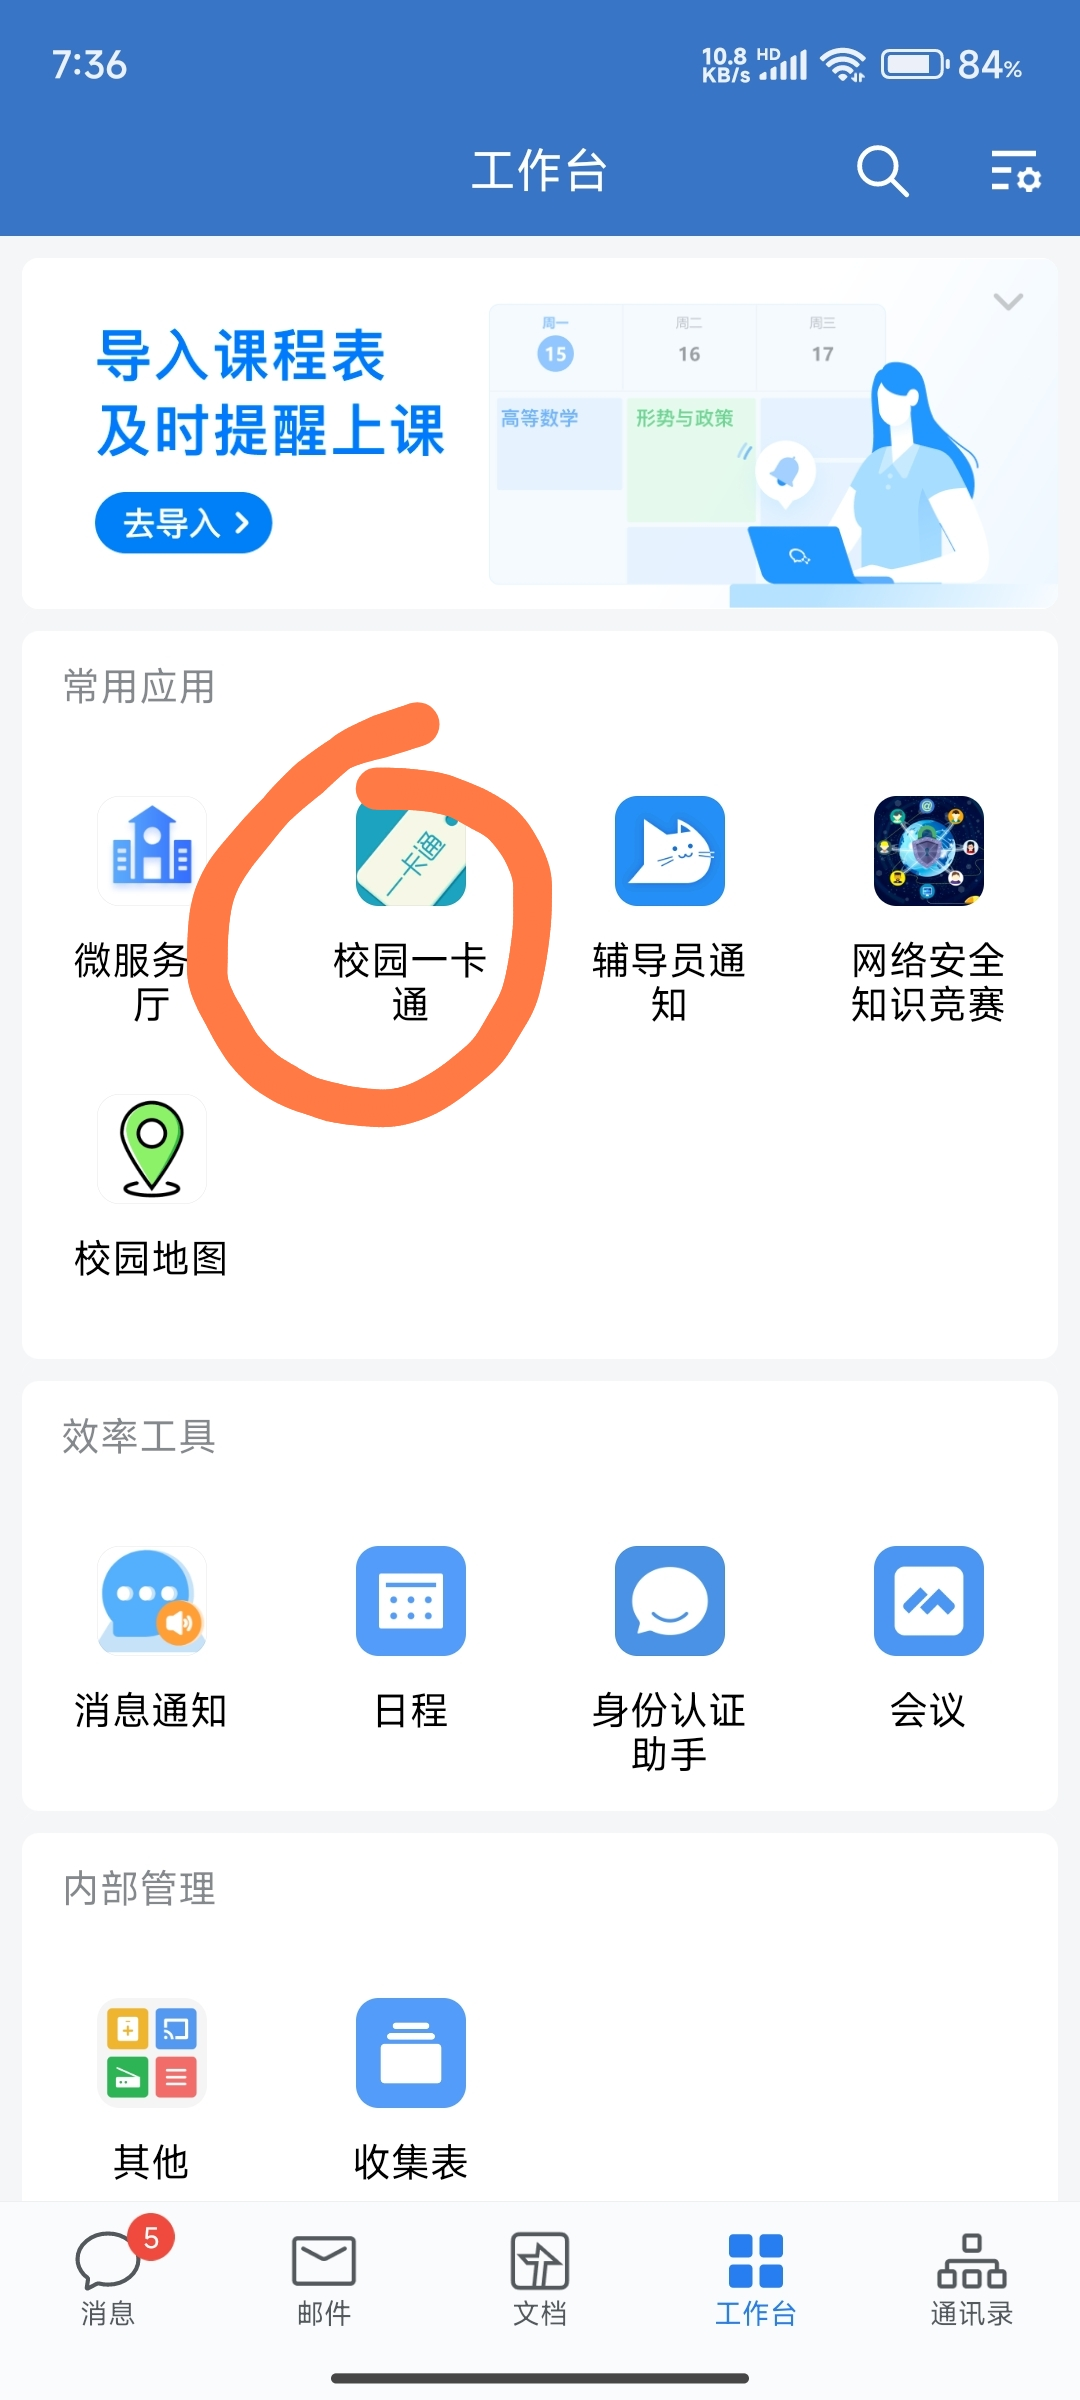 7:36
10.8 KB/s HD 84%
工作台
导入课程表
及时提醒上课
去导入
周一 周二 周三
15 16 17
高等数学 形势与政策
常用应用
一卡通
微服务厅
校园一卡通
辅导员通知
网络安全知识竞赛
校园地图
效率工具
消息通知
日程
身份认证助手
会议
内部管理
其他
收集表
5
消息
邮件
文档
工作台
通讯录